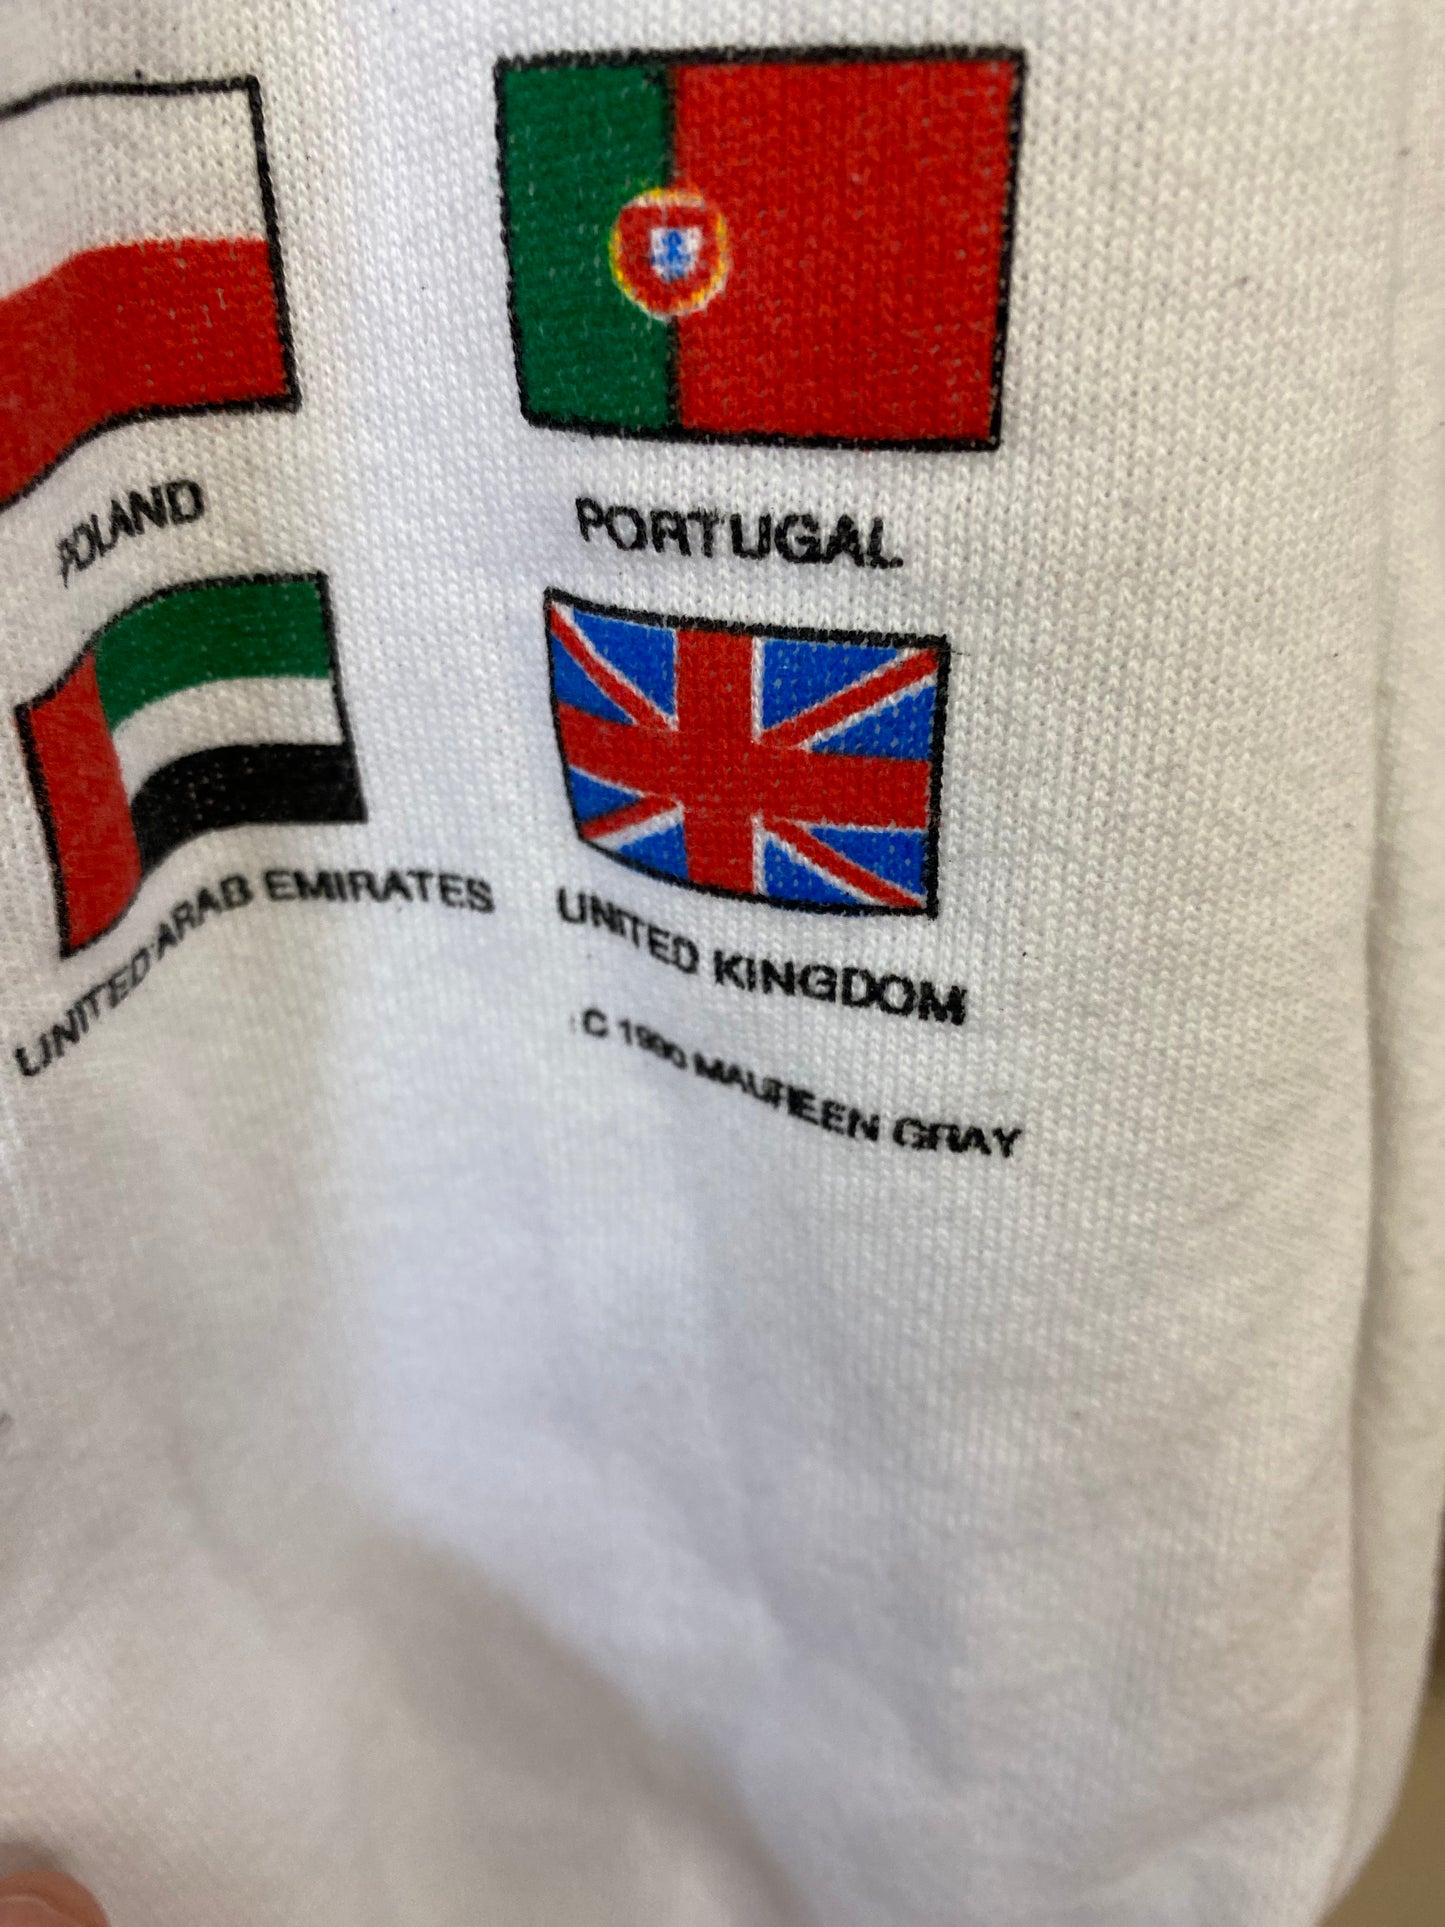 POLAND
PORTUGAL
UNITED ARAB EMIRATES
UNITED KINGDOM
C 1990 MAUREEN GRAY